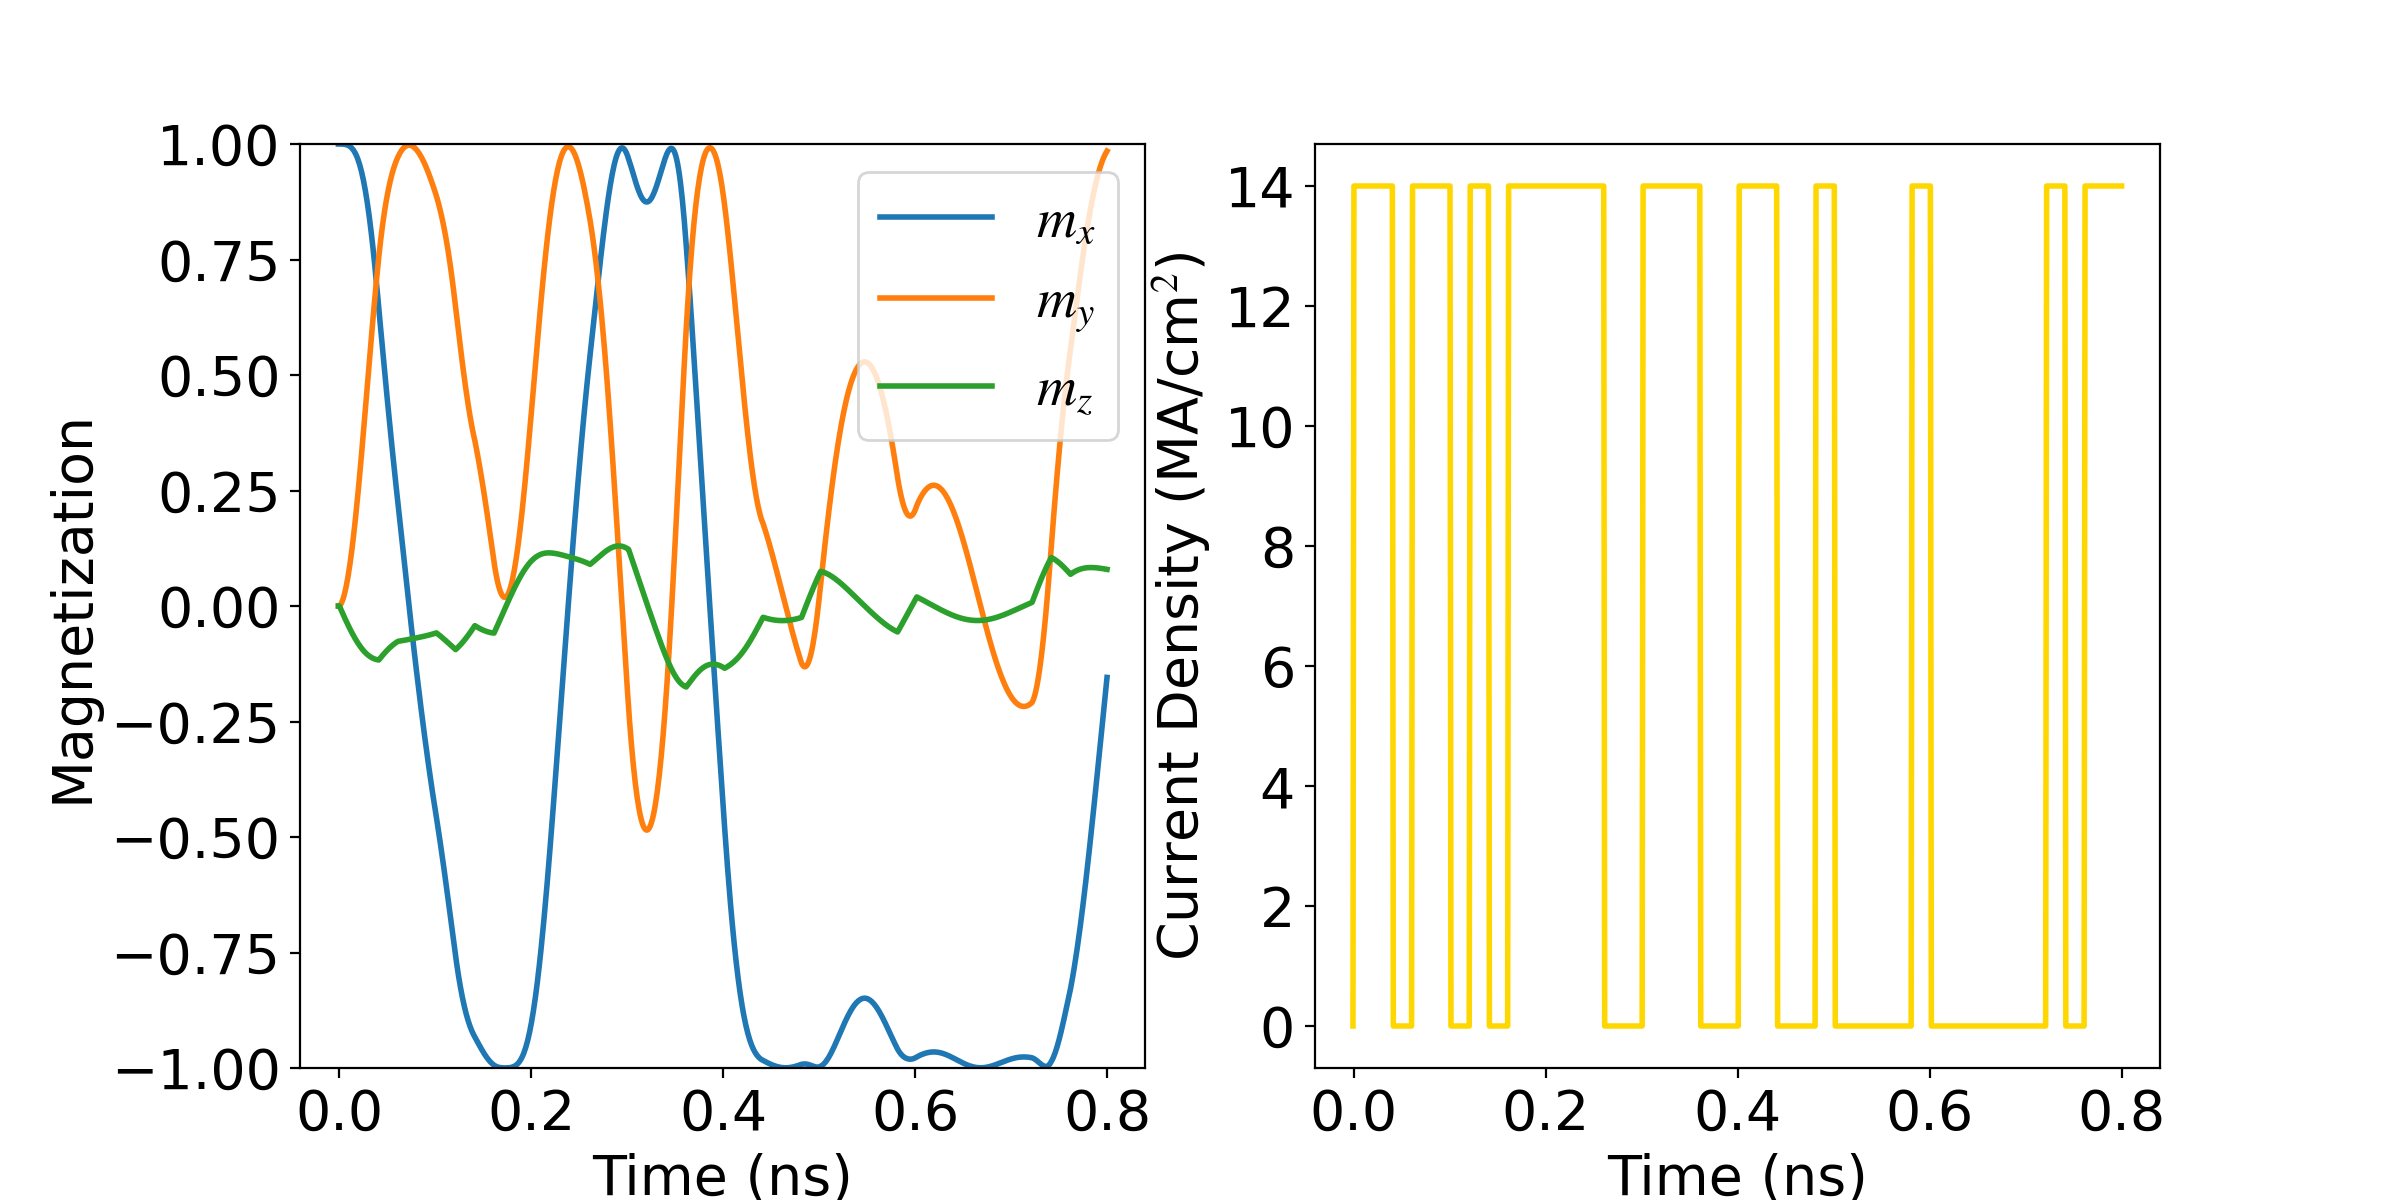 Magnetization
1.00
0.75
0.50
0.25
0.00
−0.25
−0.50
−0.75
−1.00
0.0 0.2 0.4 0.6 0.8
Time (ns)
m_x
m_y
m_z
Current Density (MA/cm²)
14
12
10
8
6
4
2
0
0.0 0.2 0.4 0.6 0.8
Time (ns)